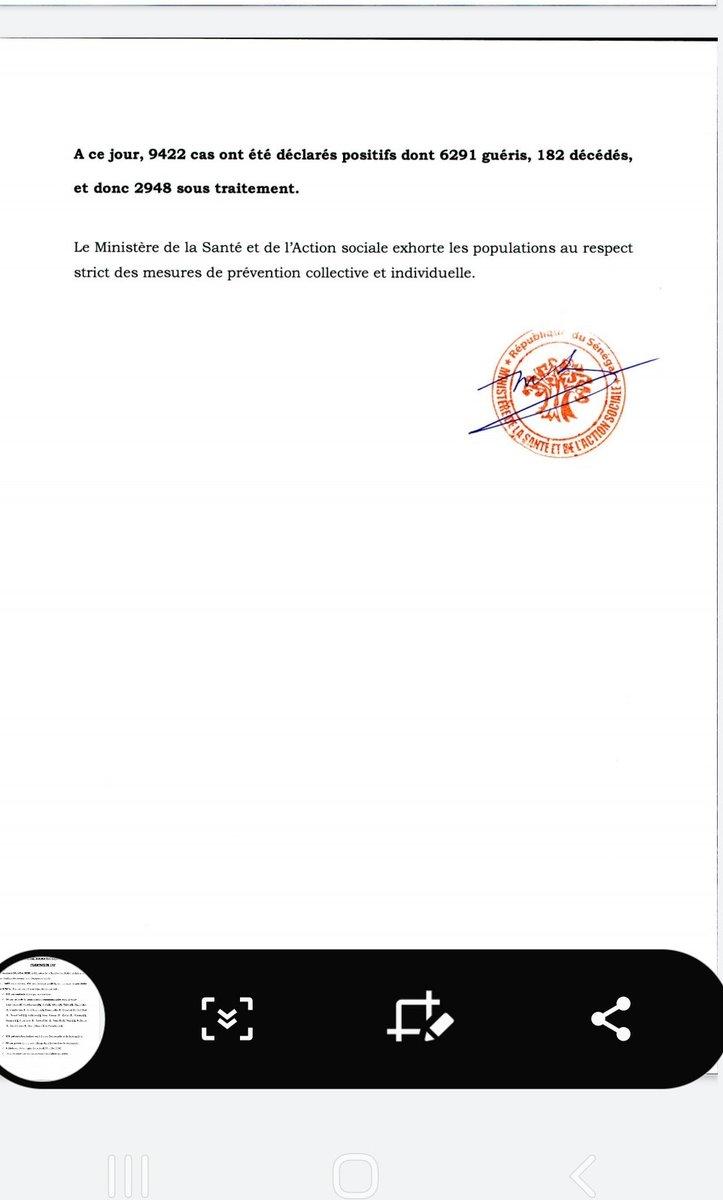 A ce jour, 9422 cas ont été déclarés positifs dont 6291 guéris, 182 décédés,
et donc 2948 sous traitement.
Le Ministère de la Santé et de l'Action sociale exhorte les populations au respect
strict des mesures de prévention collective et individuelle.
République du Sénégal
MINISTÈRE DE LA SANTÉ ET DE L'ACTION SOCIALE